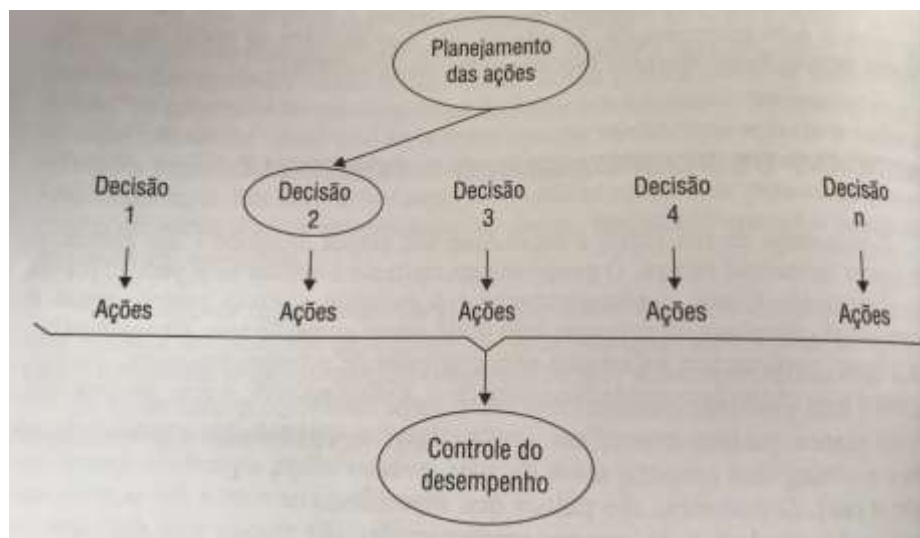 Planejamento
das ações
Decisão
1
Decisão
2
Decisão
3
Decisão
4
Decisão
n
Ações
Ações
Ações
Ações
Ações
Controle do
desempenho